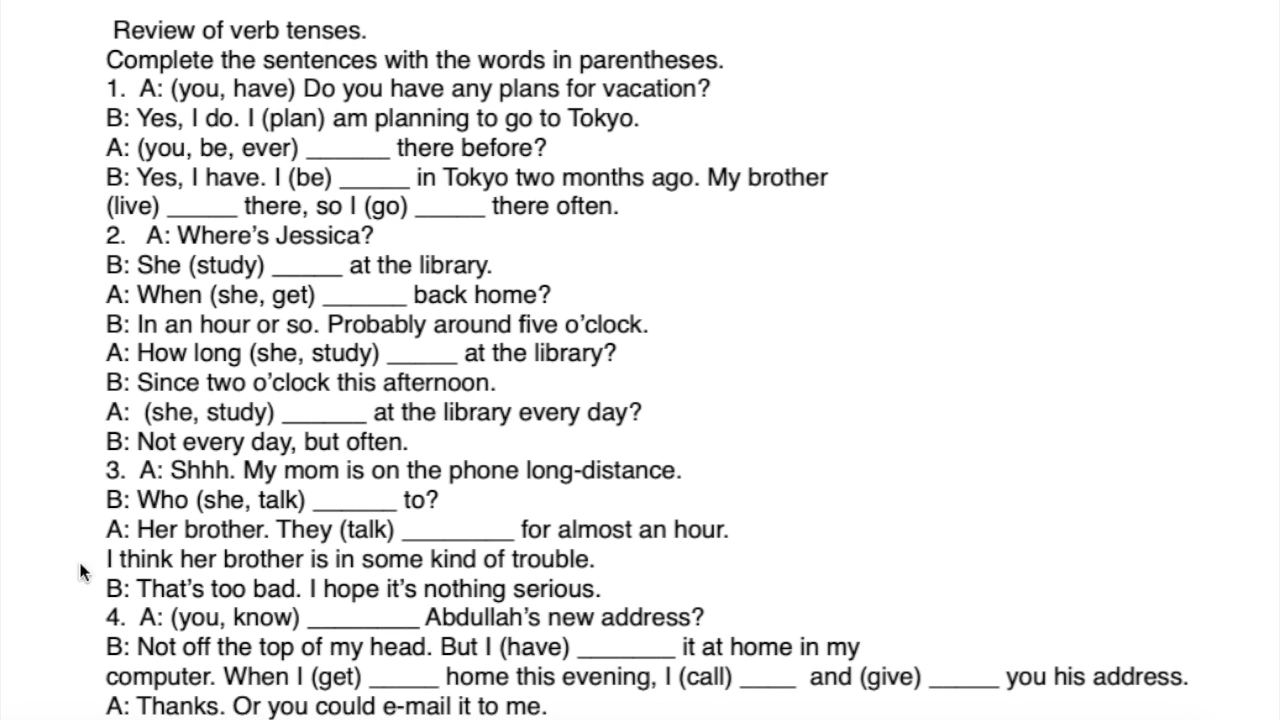 Review of verb tenses.
Complete the sentences with the words in parentheses.
1.  A: (you, have) Do you have any plans for vacation?
B: Yes, I do. I (plan) am planning to go to Tokyo.
A: (you, be, ever) ______ there before?
B: Yes, I have. I (be) _____ in Tokyo two months ago. My brother
(live) _____ there, so I (go) _____ there often.
2.   A: Where’s Jessica?
B: She (study) _____ at the library.
A: When (she, get) ______ back home?
B: In an hour or so. Probably around five o’clock.
A: How long (she, study) _____ at the library?
B: Since two o’clock this afternoon.
A:  (she, study) ______ at the library every day?
B: Not every day, but often.
3.  A: Shhh. My mom is on the phone long-distance.
B: Who (she, talk) ______ to?
A: Her brother. They (talk) ________ for almost an hour.
I think her brother is in some kind of trouble.
B: That’s too bad. I hope it’s nothing serious.
4.  A: (you, know) ________ Abdullah’s new address?
B: Not off the top of my head. But I (have) _______ it at home in my
computer. When I (get) _____ home this evening, I (call) ____  and (give) _____ you his address.
A: Thanks. Or you could e-mail it to me.